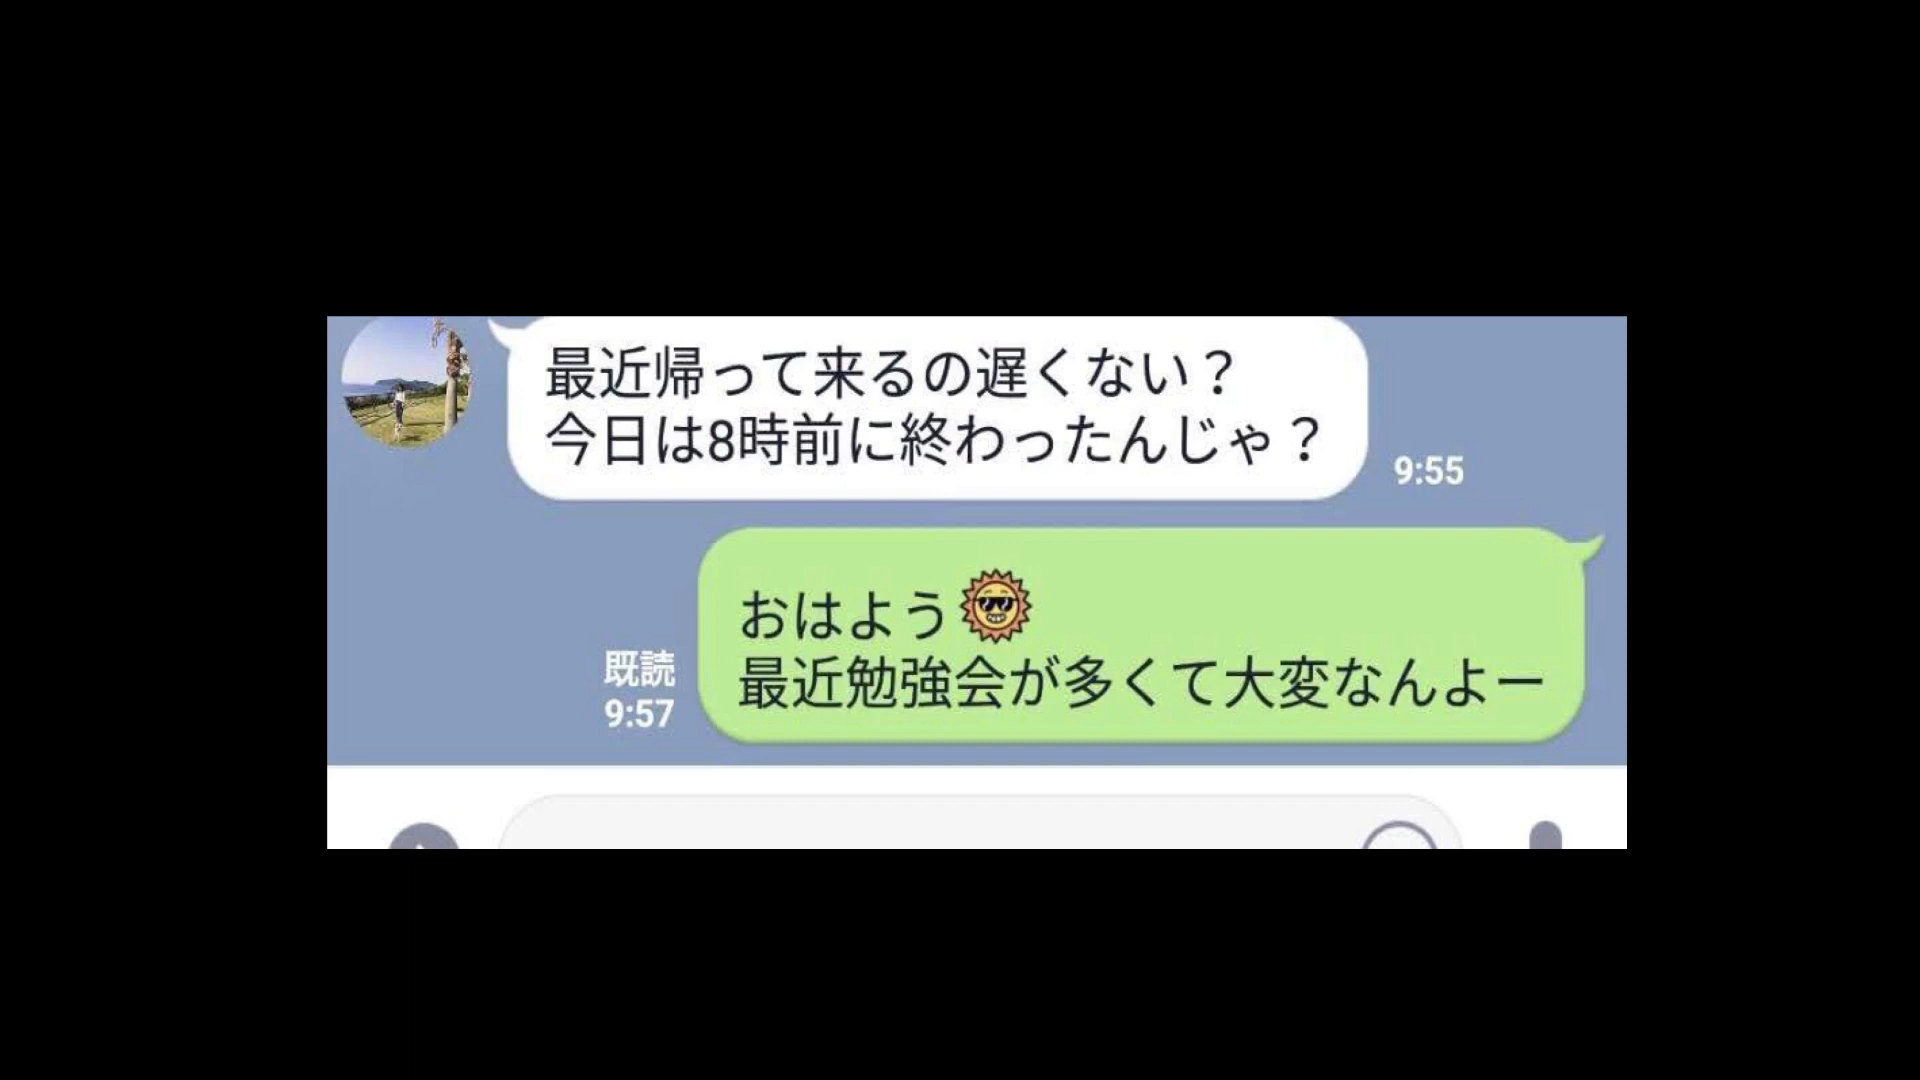 最近帰って来るの遅くない？
今日は8時前に終わったんじゃ？
9:55
おはよう
最近勉強会が多くて大変なんよー
既読
9:57